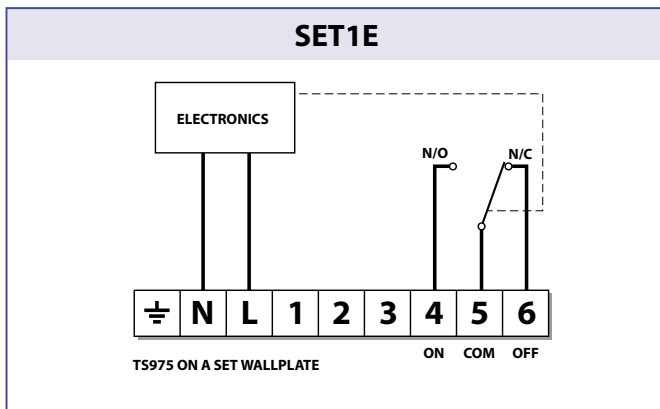 SET1E
ELECTRONICS
N/O N/C
N L 1 2 3 4 5 6
ON COM OFF
TS975 ON A SET WALLPLATE